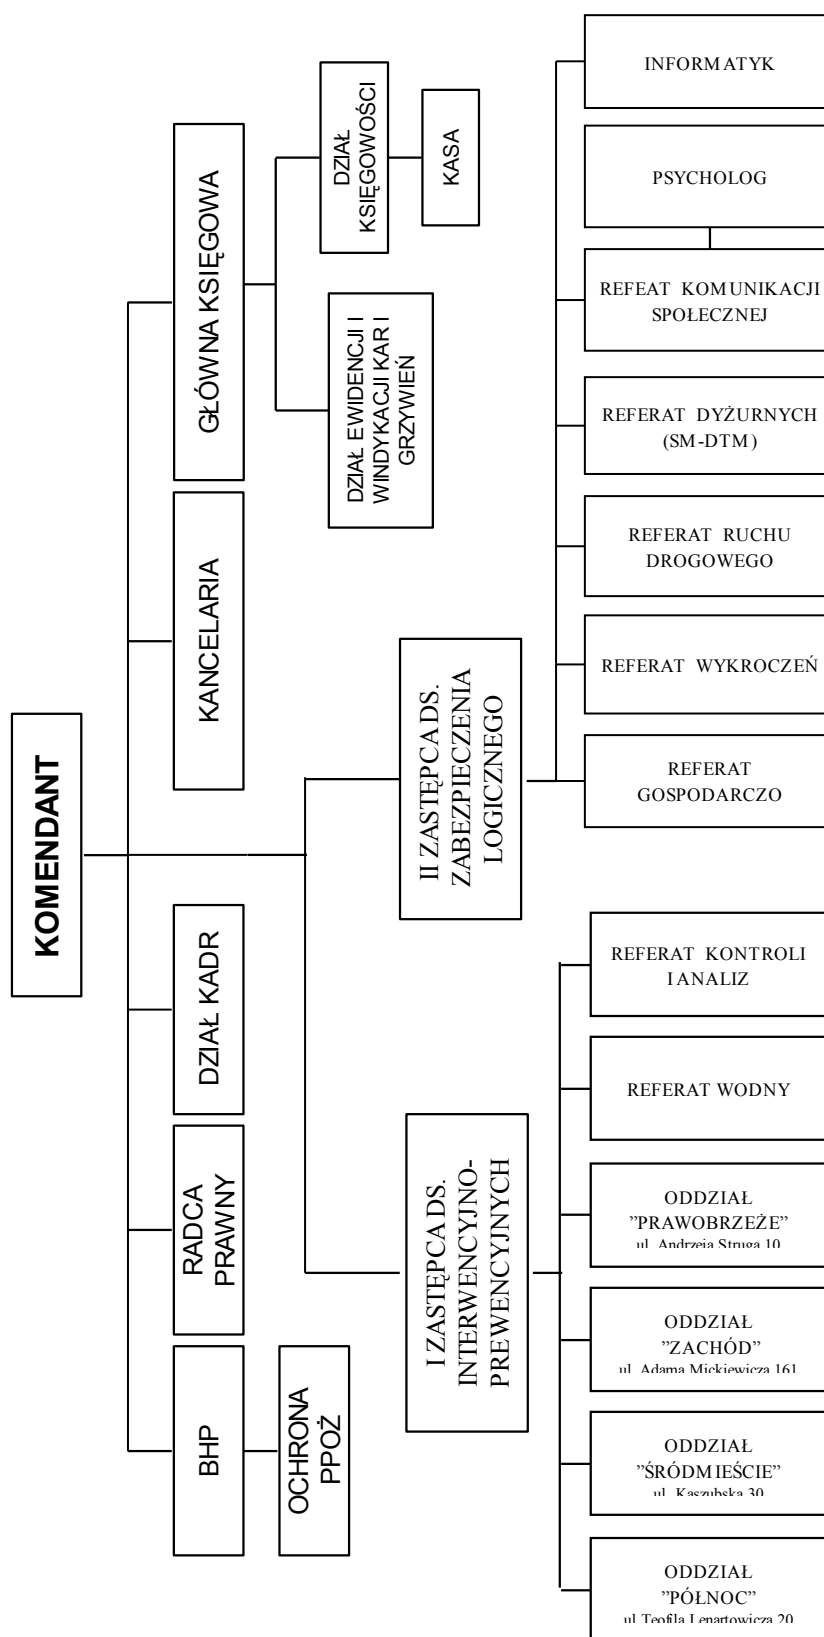 KOMENDANT
BHP
OCHRONA
PPOŻ
RADCA
PRAWNY
DZIAŁ KADR
KANCELARIA
GŁÓWNA KSIĘGOWA
DZIAŁ EWIDENCJI I
WINDYKACJI KAR I
GRZYWIEŃ
DZIAŁ
KSIĘGOWOŚCI
KASA
I ZASTĘPCA DS.
INTERWENCYJNO-
PREWENCYJNYCH
II ZASTĘPCA DS.
ZABEZPIECZENIA
LOGICZNEGO
INFORMATYK
PSYCHOLOG
REFEAT KOMUNIKACJI
SPOŁECZNEJ
REFERAT DYŻURNYCH
(SM-DTM)
REFERAT RUCHU
DROGOWEGO
REFERAT WYKROCZEŃ
REFERAT
GOSPODARCZO
REFERAT KONTROLI
I ANALIZ
REFERAT WODNY
ODDZIAŁ
”PRAWOBRZEŻE”
ul. Andrzeja Struga 10
ODDZIAŁ
”ZACHÓD”
ul. Adama Mickiewicza 161
ODDZIAŁ
”ŚRÓDMIEŚCIE”
ul. Kaszubska 30
ODDZIAŁ
”PÓŁNOC”
ul Teofila Lenartowicza 20